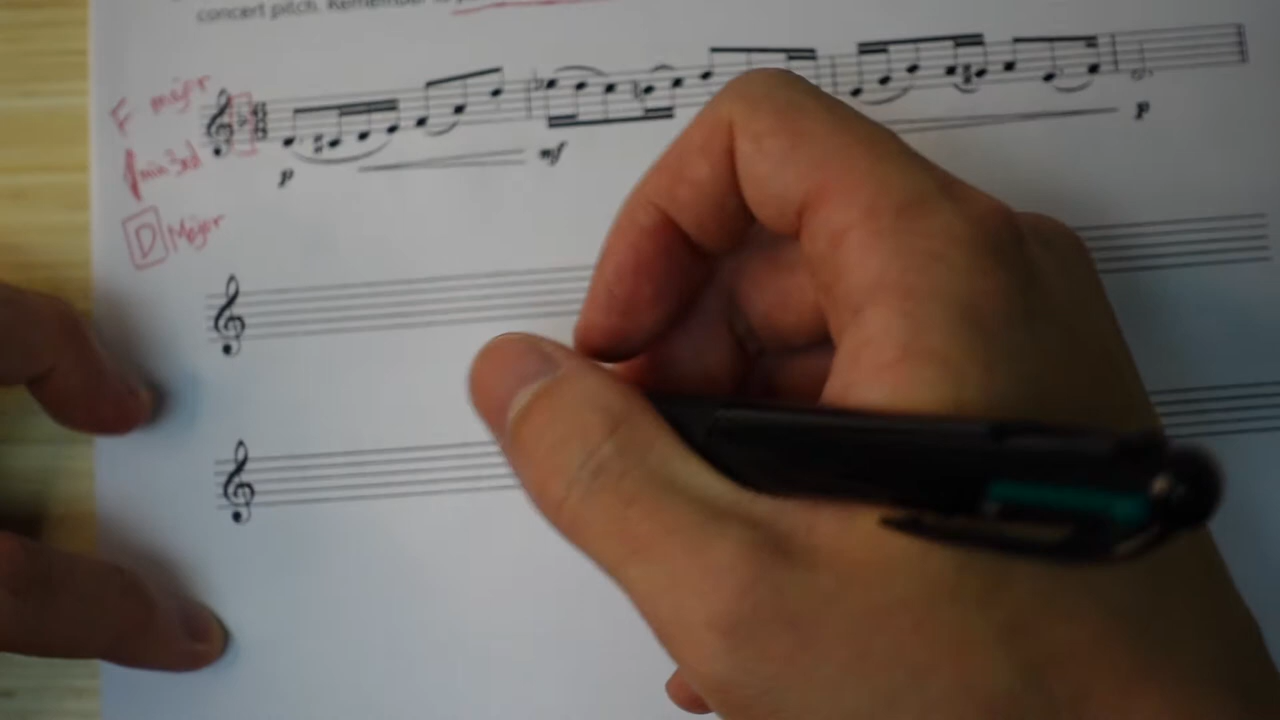 concert pitch. Remember
F major
p
mf
p
min 3rd
D Major